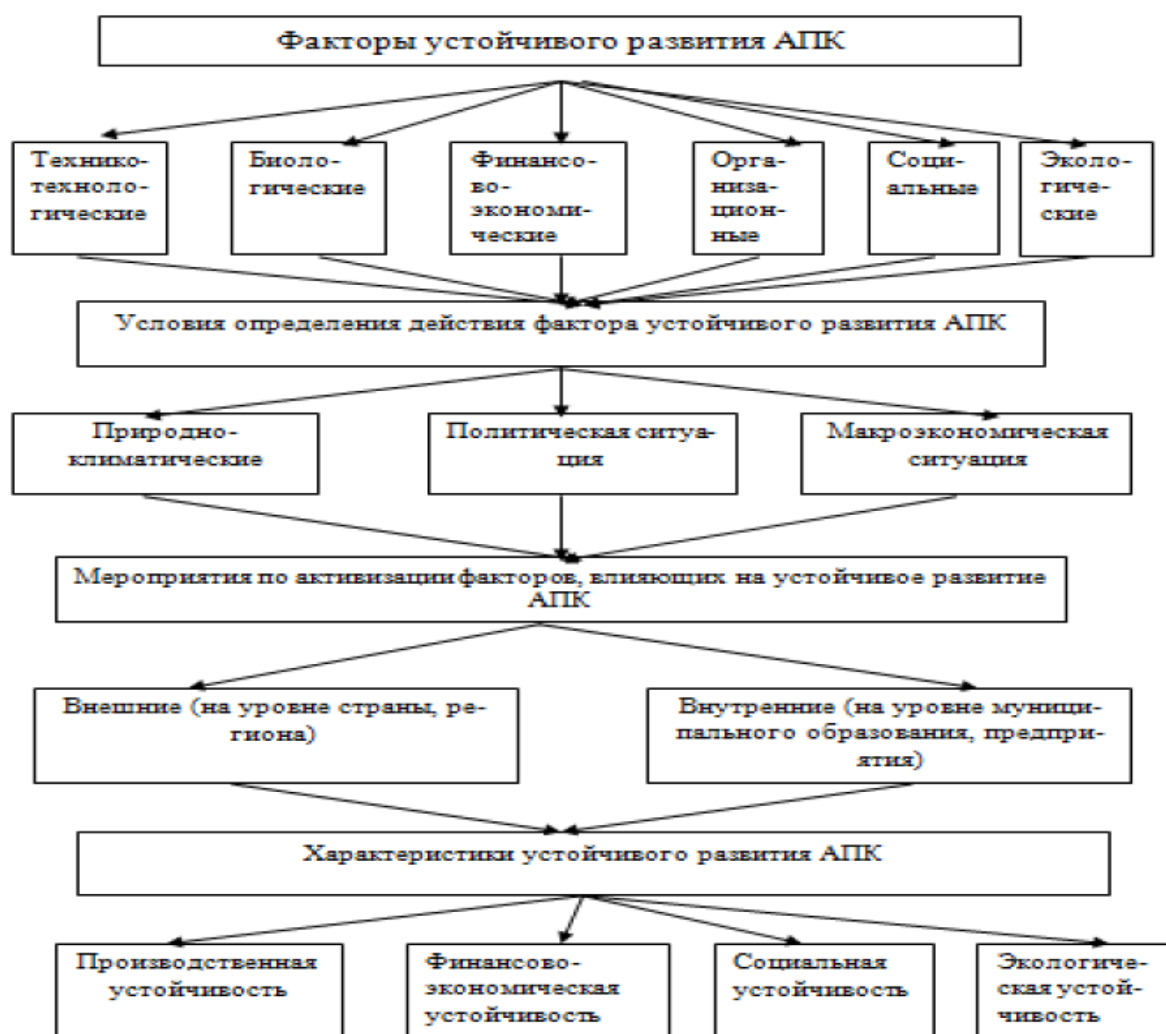 Факторы устойчивого развития АПК
Технико-
техноло-
гические
Биоло-
гические
Финансо-
во-
экономи-
ческие
Орга-
низа-
цион-
ные
Соци-
альные
Эколо-
гиче-
ские
Условия определения действия фактора устойчивого развития АПК
Природно-
климатические
Политическая ситуа-
ция
Макроэкономическая
ситуация
Мероприятия по активизации факторов, влияющих на устойчивое развитие
АПК
Внешние (на уровне страны, ре-
гиона)
Внутренние (на уровне муници-
пального образования, предпри-
ятия)
Характеристики устойчивого развития АПК
Производственная
устойчивость
Финансово-
экономическая
устойчивость
Социальная
устойчивость
Экологиче-
ская устой-
чивость